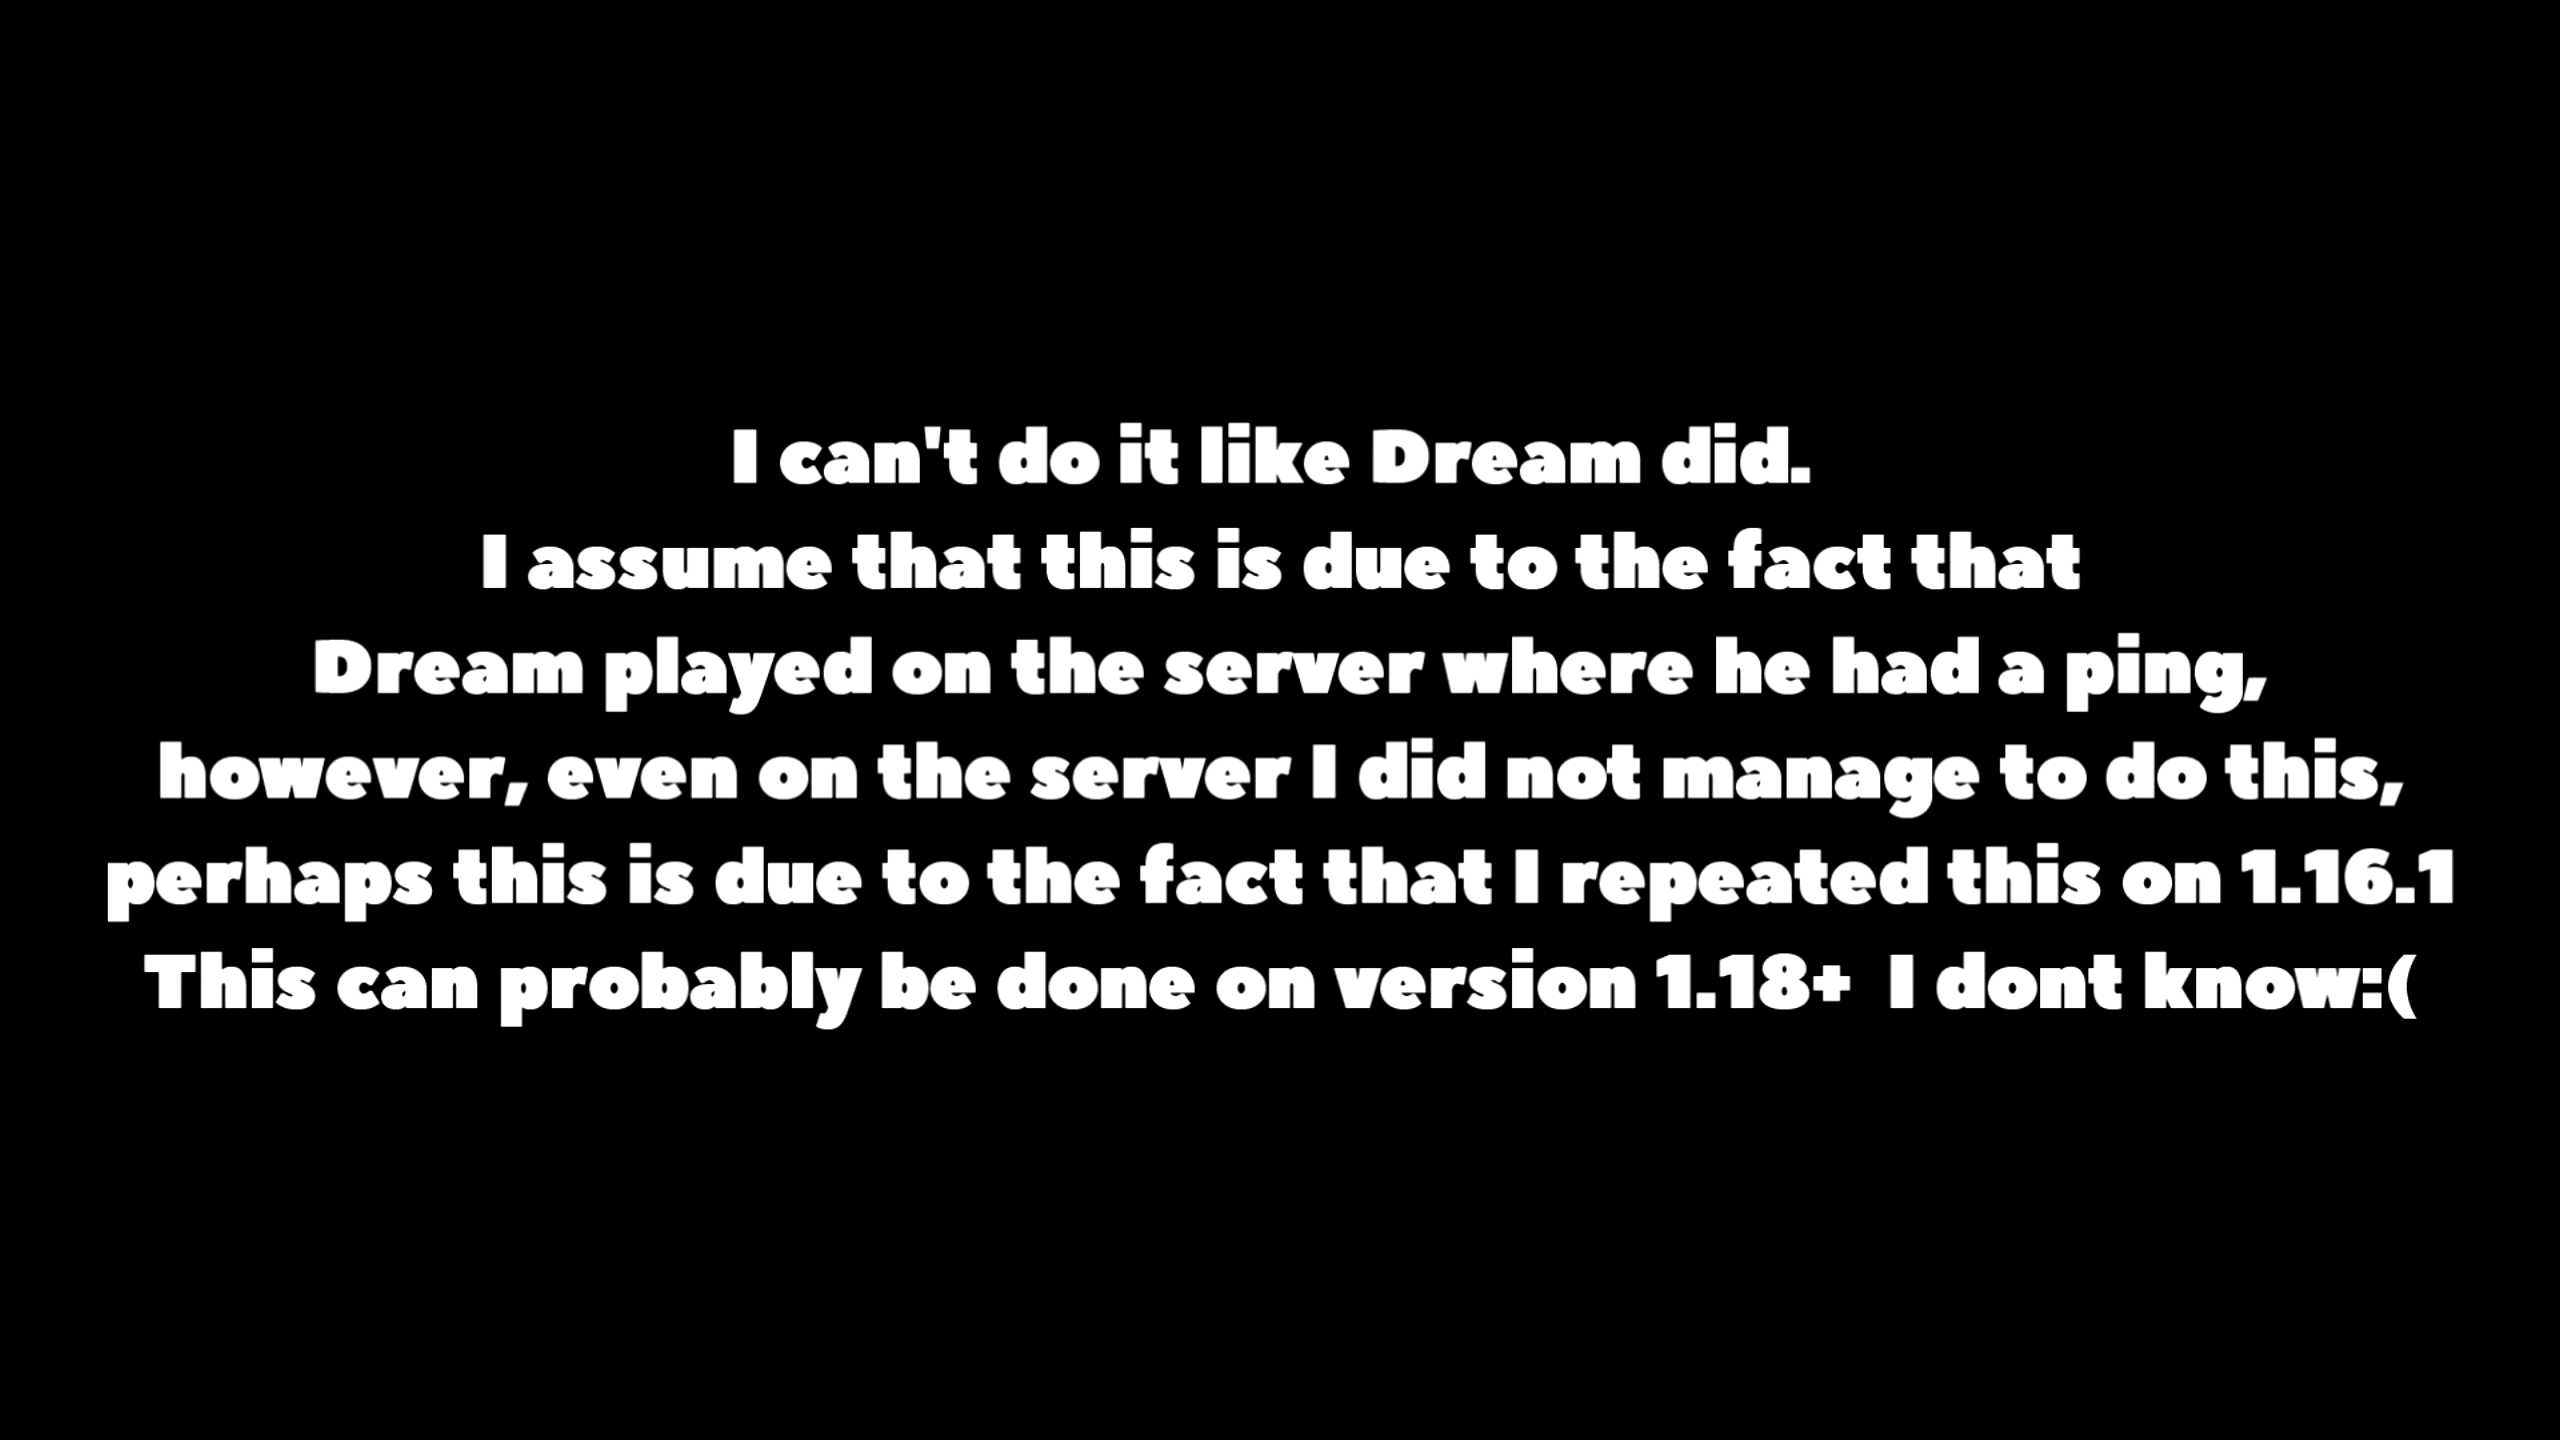 I can't do it like Dream did.
I assume that this is due to the fact that
Dream played on the server where he had a ping,
however, even on the server I did not manage to do this,
perhaps this is due to the fact that I repeated this on 1.16.1
This can probably be done on version 1.18+  I dont know:(